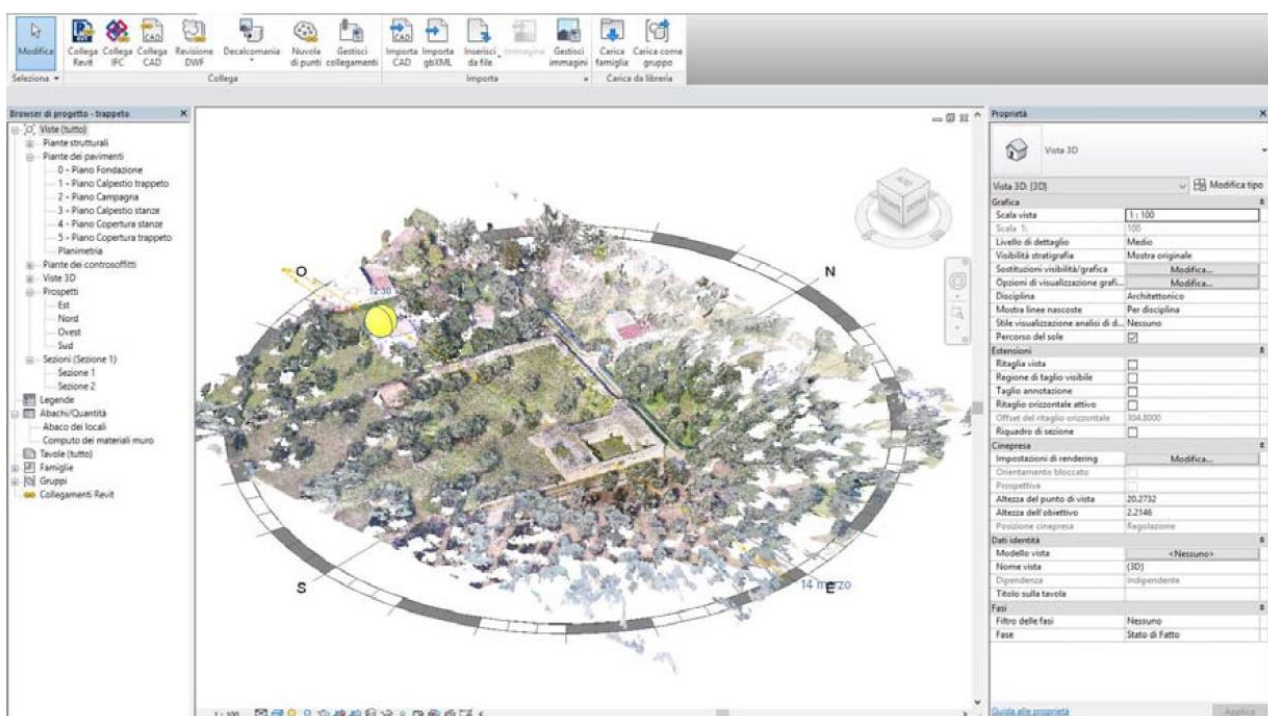 Modifica
Collega Revit
Collega IFC
Collega CAD
Revisione DWF
Decalcomania
Nuvole di punti
Gestisci collegamenti
Importa CAD
Importa gbXML
Inserisci da file
Immagine
Gestisci immagini
Carica famiglia
Carica come gruppo
Seleziona
Collega
Importa
Carica da libreria
Browser di progetto - trappeto
Viste (tutto)
Piante strutturali
Piante dei pavimenti
0 - Piano Fondazione
1 - Piano Calpestio trappeto
2 - Piano Campagna
3 - Piano Calpestio stanze
4 - Piano Copertura stanze
5 - Piano Copertura trappeto
Planimetria
Piante dei controsoffitti
Viste 3D
Prospetti
Est
Nord
Ovest
Sud
Sezioni (Sezione 1)
Sezione 1
Sezione 2
Legende
Abachi/Quantità
Abaco dei locali
Computo dei materiali muro
Tavole (tutto)
Famiglie
Gruppi
Collegamenti Revit
O
12:30
N
S
14 marzo
E
1 : 100
Proprietà
Vista 3D
Vista 3D: {3D}
Modifica tipo
Grafica
Scala vista 1 : 100
Scala 1: 100
Livello di dettaglio Medio
Visibilità stratigrafia Mostra originale
Sostituzioni visibilità/grafica Modifica...
Opzioni di visualizzazione grafi... Modifica...
Disciplina Architettonico
Mostra linee nascoste Per disciplina
Stile visualizzazione analisi di d... Nessuno
Percorso del sole
Estensioni
Ritaglia vista
Regione di taglio visibile
Taglio annotazione
Ritaglio orizzontale attivo
Offset del ritaglio orizzontale 304.8000
Riquadro di sezione
Cinepresa
Impostazioni di rendering Modifica...
Orientamento bloccato
Prospettiva
Altezza del punto di vista 20.2732
Altezza dell'obiettivo 2.2146
Posizione cinepresa Regolazione
Dati identità
Modello vista <Nessuno>
Nome vista {3D}
Dipendenza Indipendente
Titolo sulla tavola
Fasi
Filtro delle fasi Nessuno
Fase Stato di Fatto
Guida alle proprietà
Applica